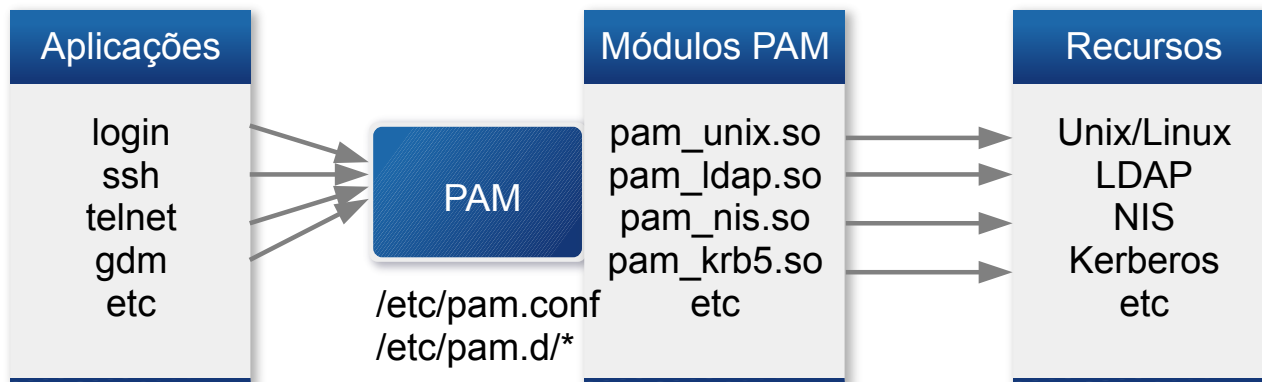 Aplicações
login
ssh
telnet
gdm
etc
PAM
/etc/pam.conf
/etc/pam.d/*
Módulos PAM
pam_unix.so
pam_ldap.so
pam_nis.so
pam_krb5.so
etc
Recursos
Unix/Linux
LDAP
NIS
Kerberos
etc